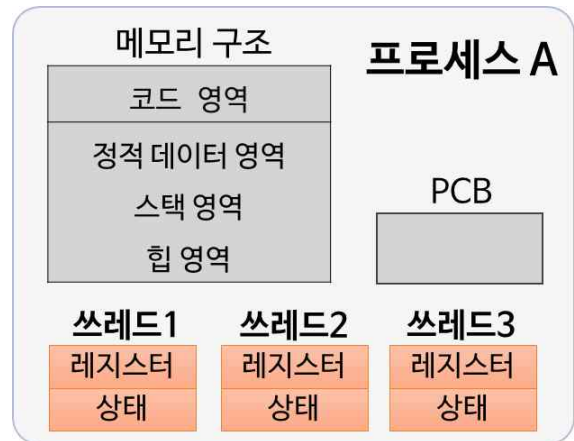 메모리 구조
프로세스 A
코드 영역
정적 데이터 영역
스택 영역
힙 영역
PCB
쓰레드1
쓰레드2
쓰레드3
레지스터
레지스터
레지스터
상태
상태
상태